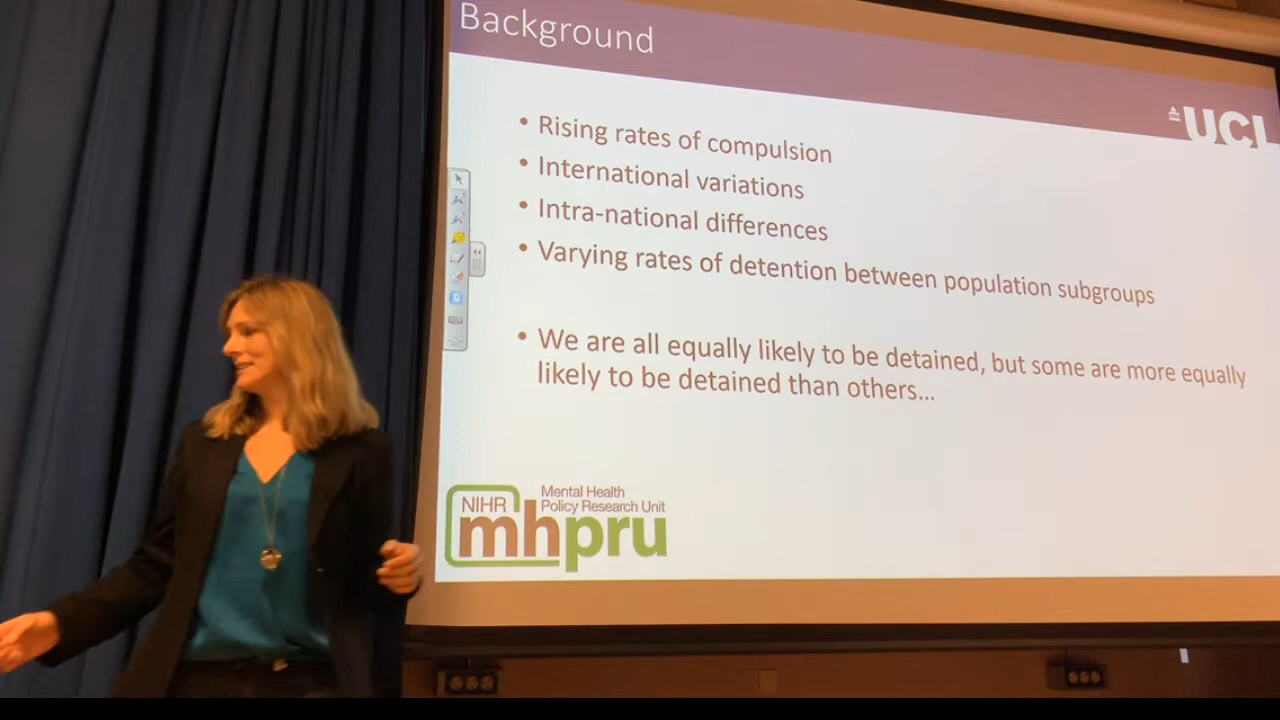 Background
UCL
• Rising rates of compulsion
• International variations
• Intra-national differences
• Varying rates of detention between population subgroups
• We are all equally likely to be detained, but some are more equally
likely to be detained than others...
NIHR
Mental Health
Policy Research Unit
mhpru